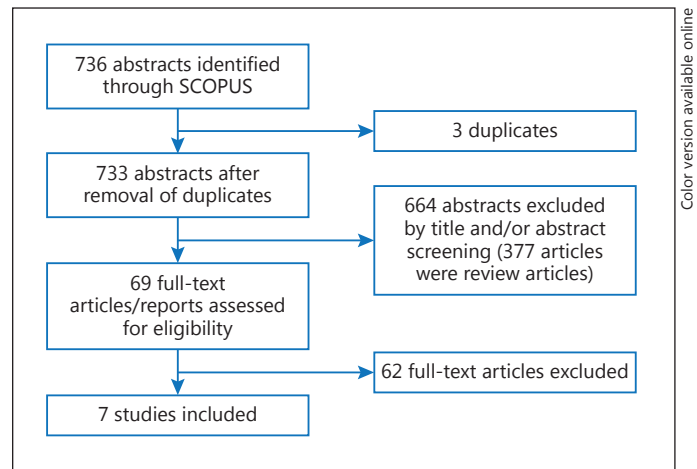 736 abstracts identified
through SCOPUS
3 duplicates
733 abstracts after
removal of duplicates
664 abstracts excluded
by title and/or abstract
screening (377 articles
were review articles)
69 full-text
articles/reports assessed
for eligibility
62 full-text articles excluded
7 studies included
Color version available online